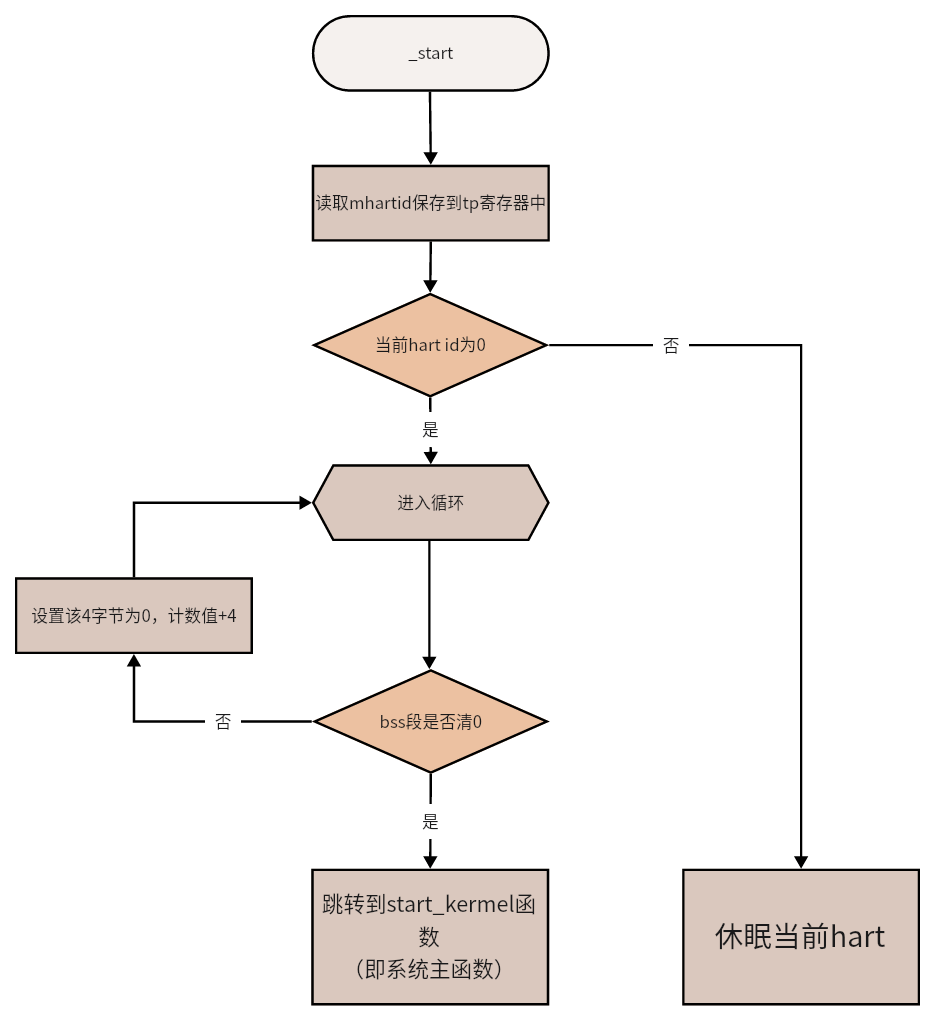 _start
读取mhartid保存到tp寄存器中
当前hart id为0
否
是
进入循环
设置该4字节为0，计数值+4
否
bss段是否清0
是
跳转到start_kermel函
数
（即系统主函数）
休眠当前hart